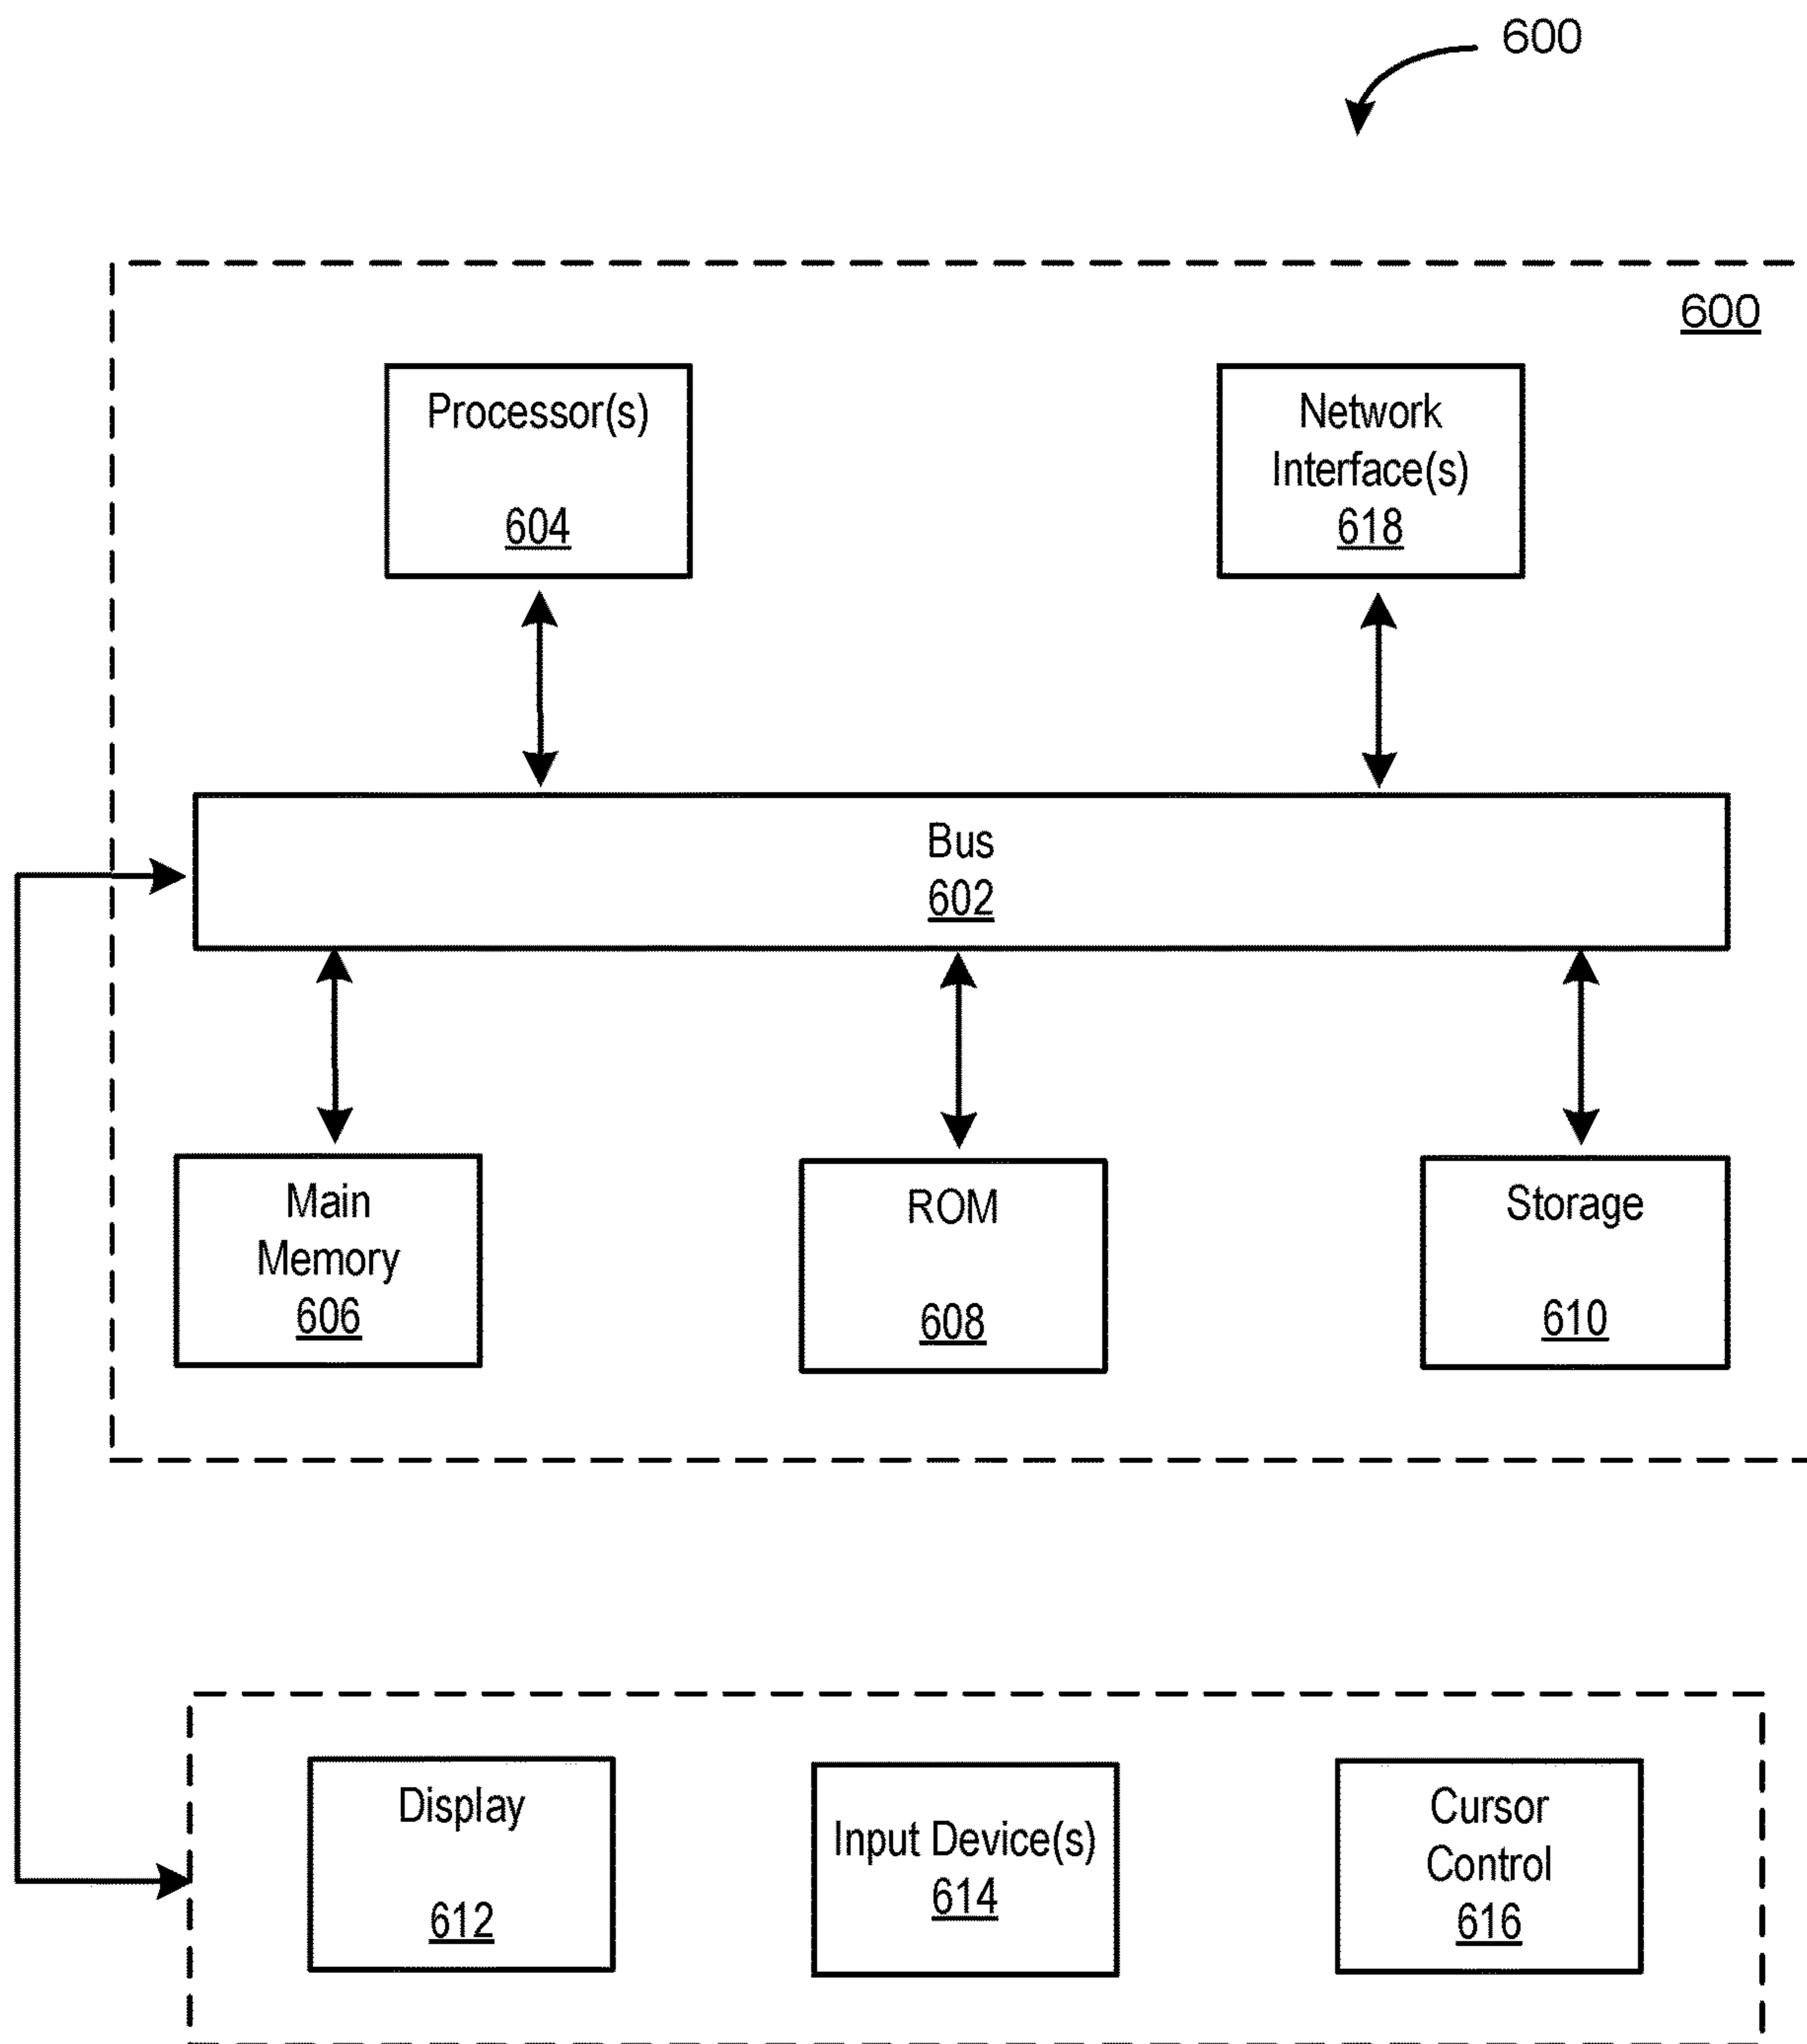 600
600
Processor(s)
604
Network
Interface(s)
618
Bus
602
Main
Memory
606
ROM
608
Storage
610
Display
612
Input Device(s)
614
Cursor
Control
616